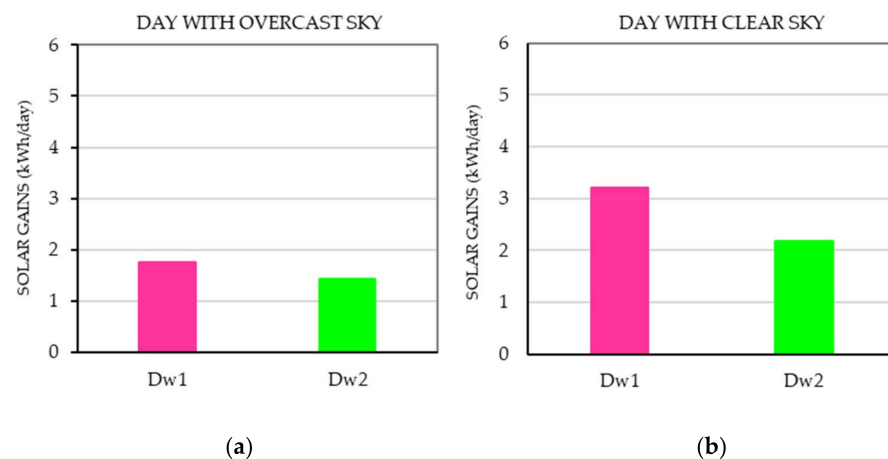 DAY WITH OVERCAST SKY
6
5
4
3
2
1
0
SOLAR GAINS (kWh/day)
Dw1 Dw2
(a)
DAY WITH CLEAR SKY
6
5
4
3
2
1
0
SOLAR GAINS (kWh/day)
Dw1 Dw2
(b)